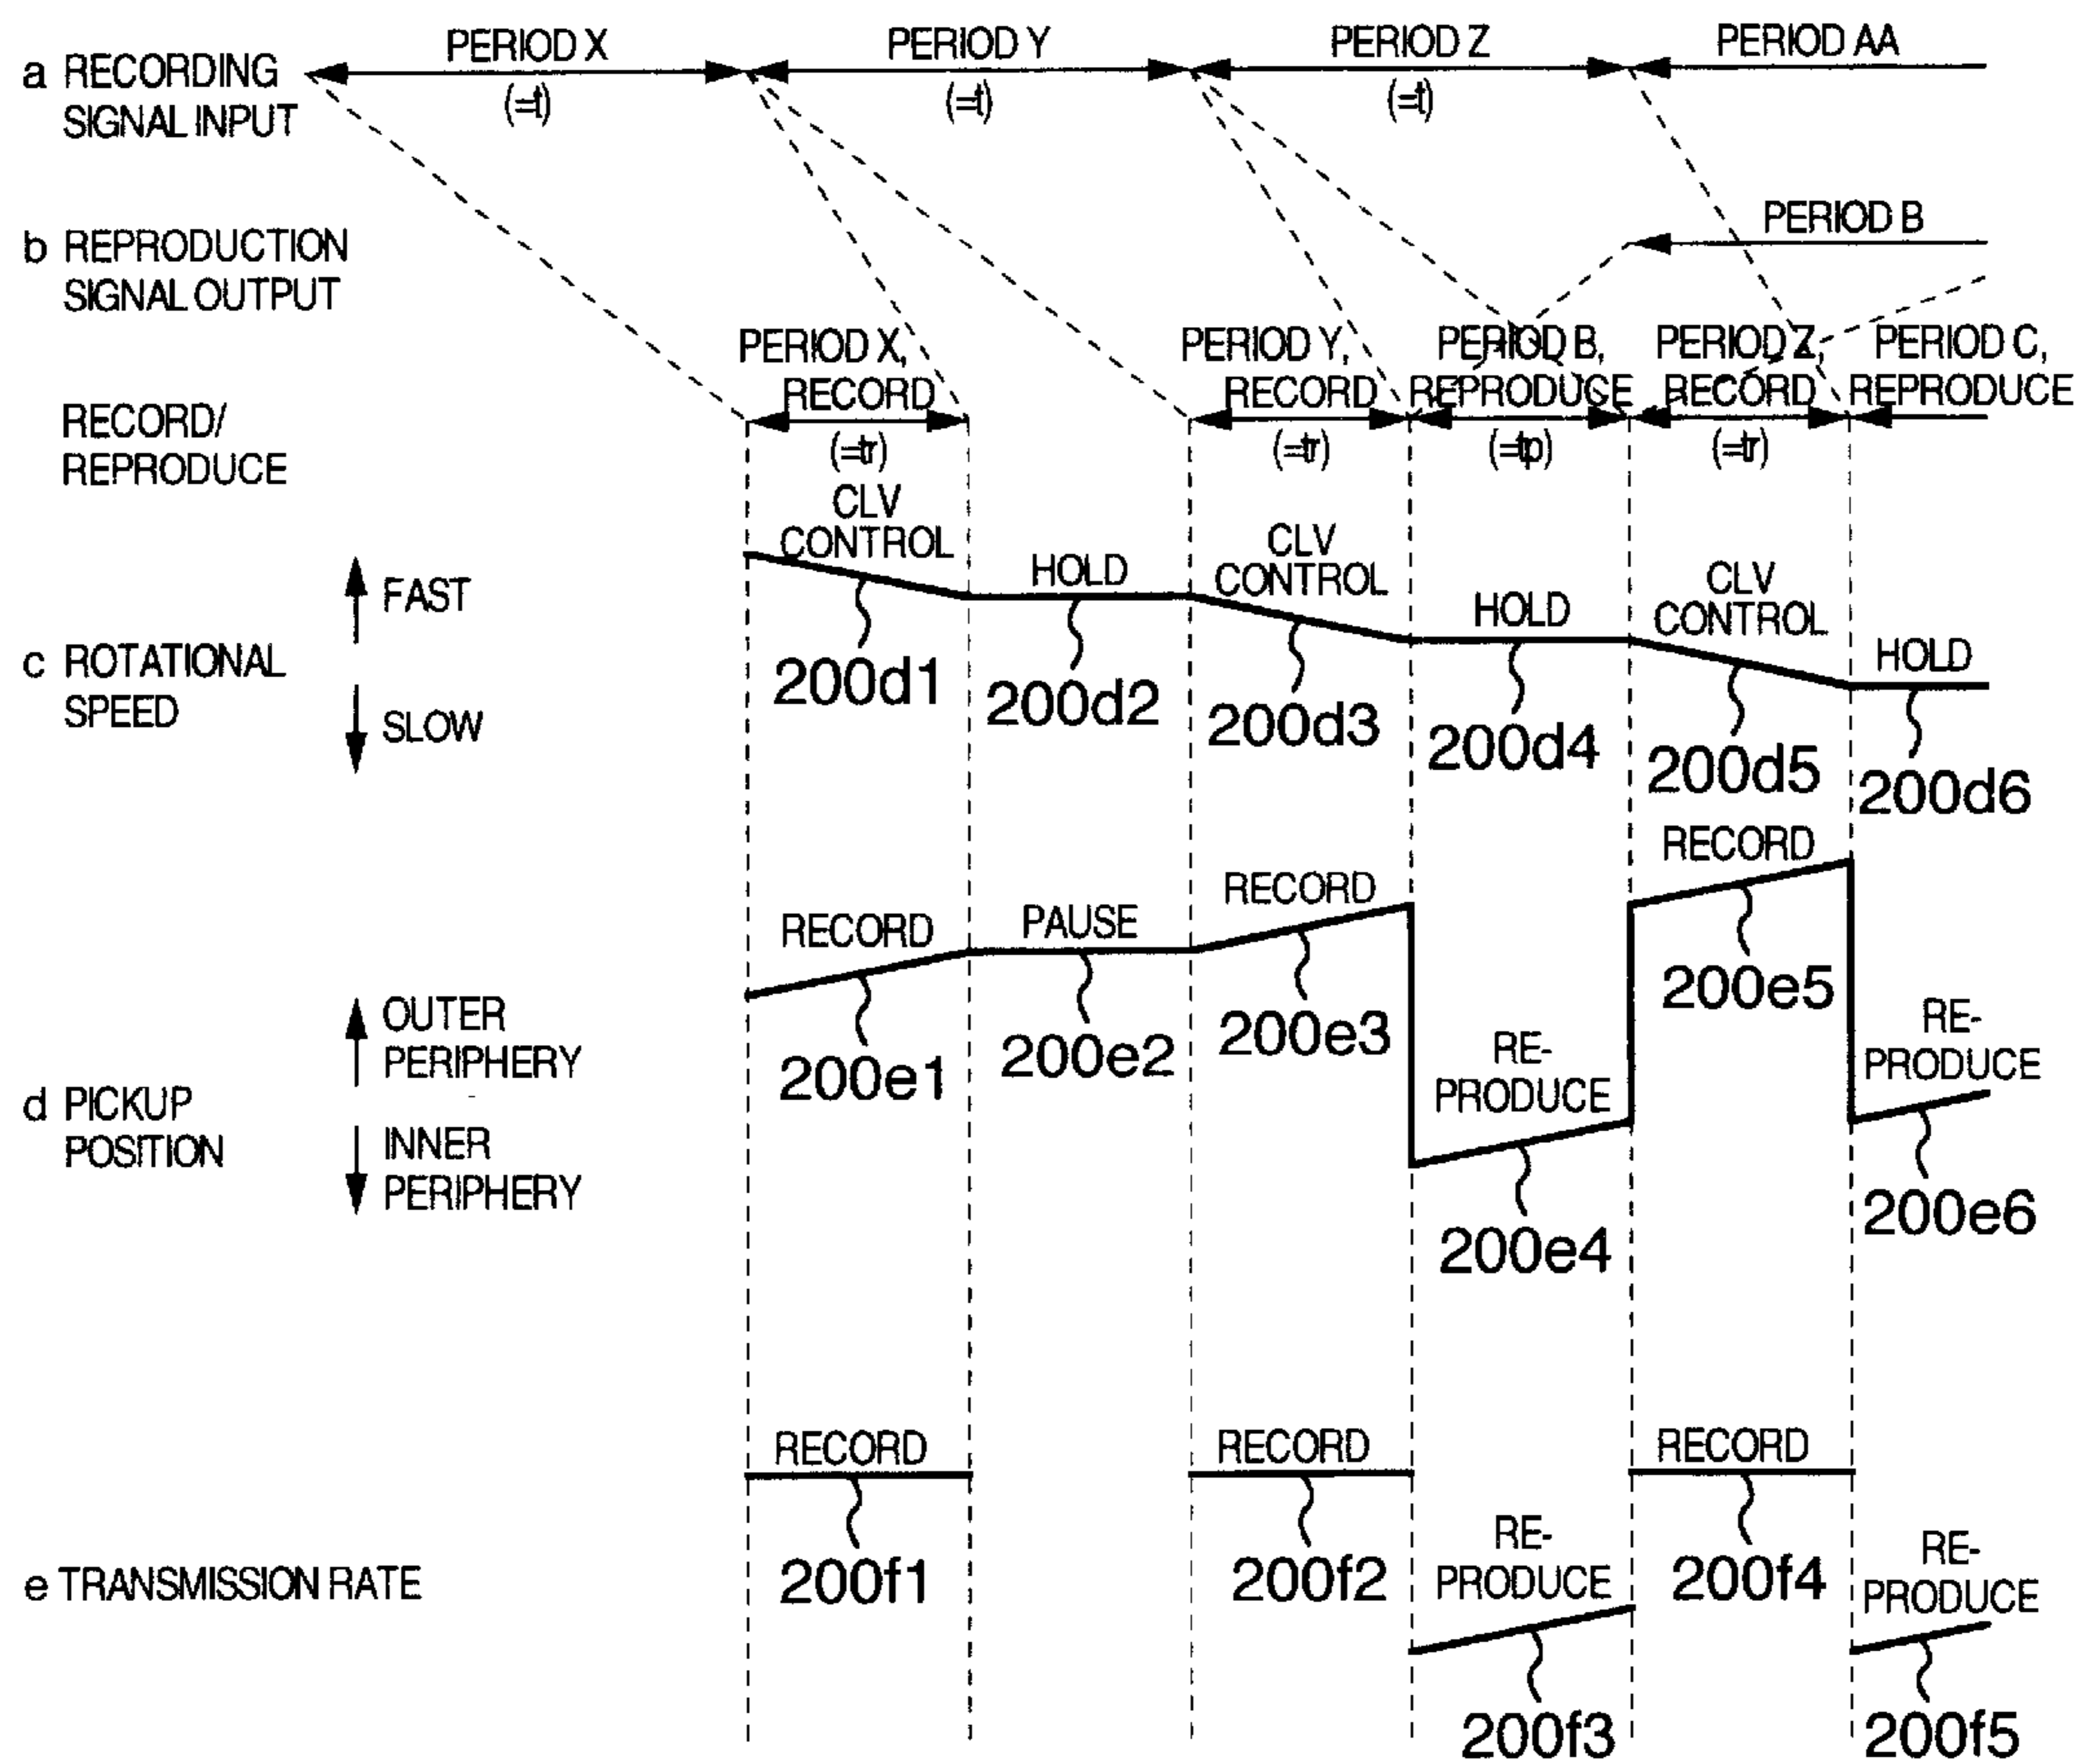 PERIOD X
PERIOD Y
PERIOD Z
PERIOD AA
a RECORDING
SIGNAL INPUT
(=t)
(=t)
(=t)
PERIOD B
b REPRODUCTION
SIGNAL OUTPUT
PERIOD X,
RECORD
PERIOD Y,
RECORD
PERIOD B,
REPRODUCE
PERIOD Z,
RECORD
PERIOD C,
REPRODUCE
RECORD/
REPRODUCE
(=tr)
(=tr)
(=tp)
(=tr)
CLV
CONTROL
HOLD
CLV
CONTROL
HOLD
CLV
CONTROL
HOLD
FAST
c ROTATIONAL
SPEED
SLOW
200d1
200d2
200d3
200d4
200d5
200d6
RECORD
PAUSE
RECORD
RE-
PRODUCE
RECORD
RE-
PRODUCE
OUTER
PERIPHERY
d PICKUP
POSITION
INNER
PERIPHERY
200e1
200e2
200e3
200e4
200e5
200e6
RECORD
RECORD
RE-
PRODUCE
RECORD
RE-
PRODUCE
e TRANSMISSION RATE
200f1
200f2
200f3
200f4
200f5